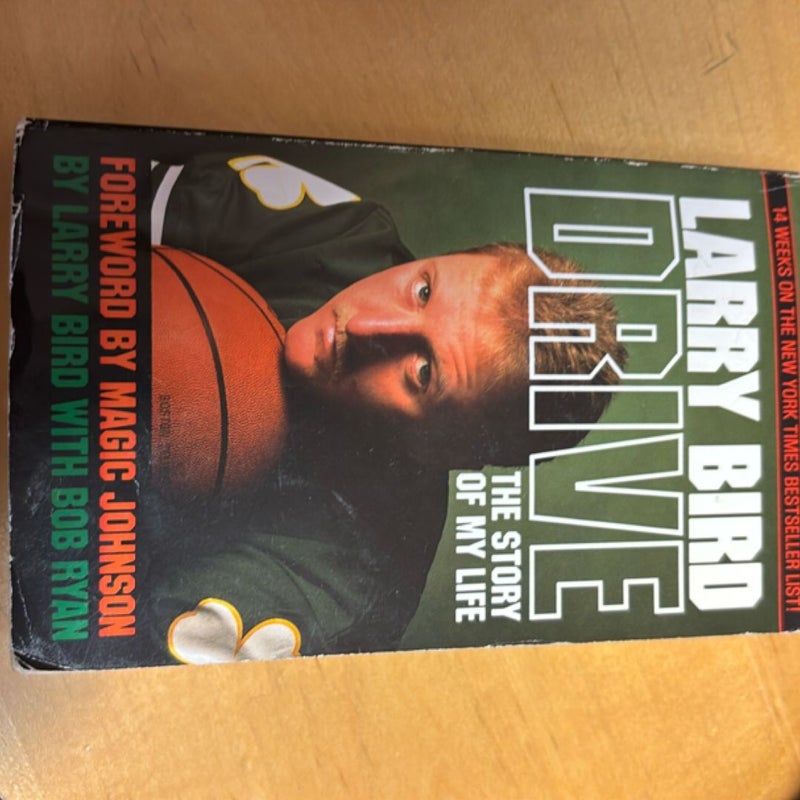 14 WEEKS ON THE NEW YORK TIMES BESTSELLER LIST!
LARRY BIRD
DRIVE
THE STORY
OF MY LIFE
BOSTON
FOREWORD BY MAGIC JOHNSON
BY LARRY BIRD WITH BOB RYAN